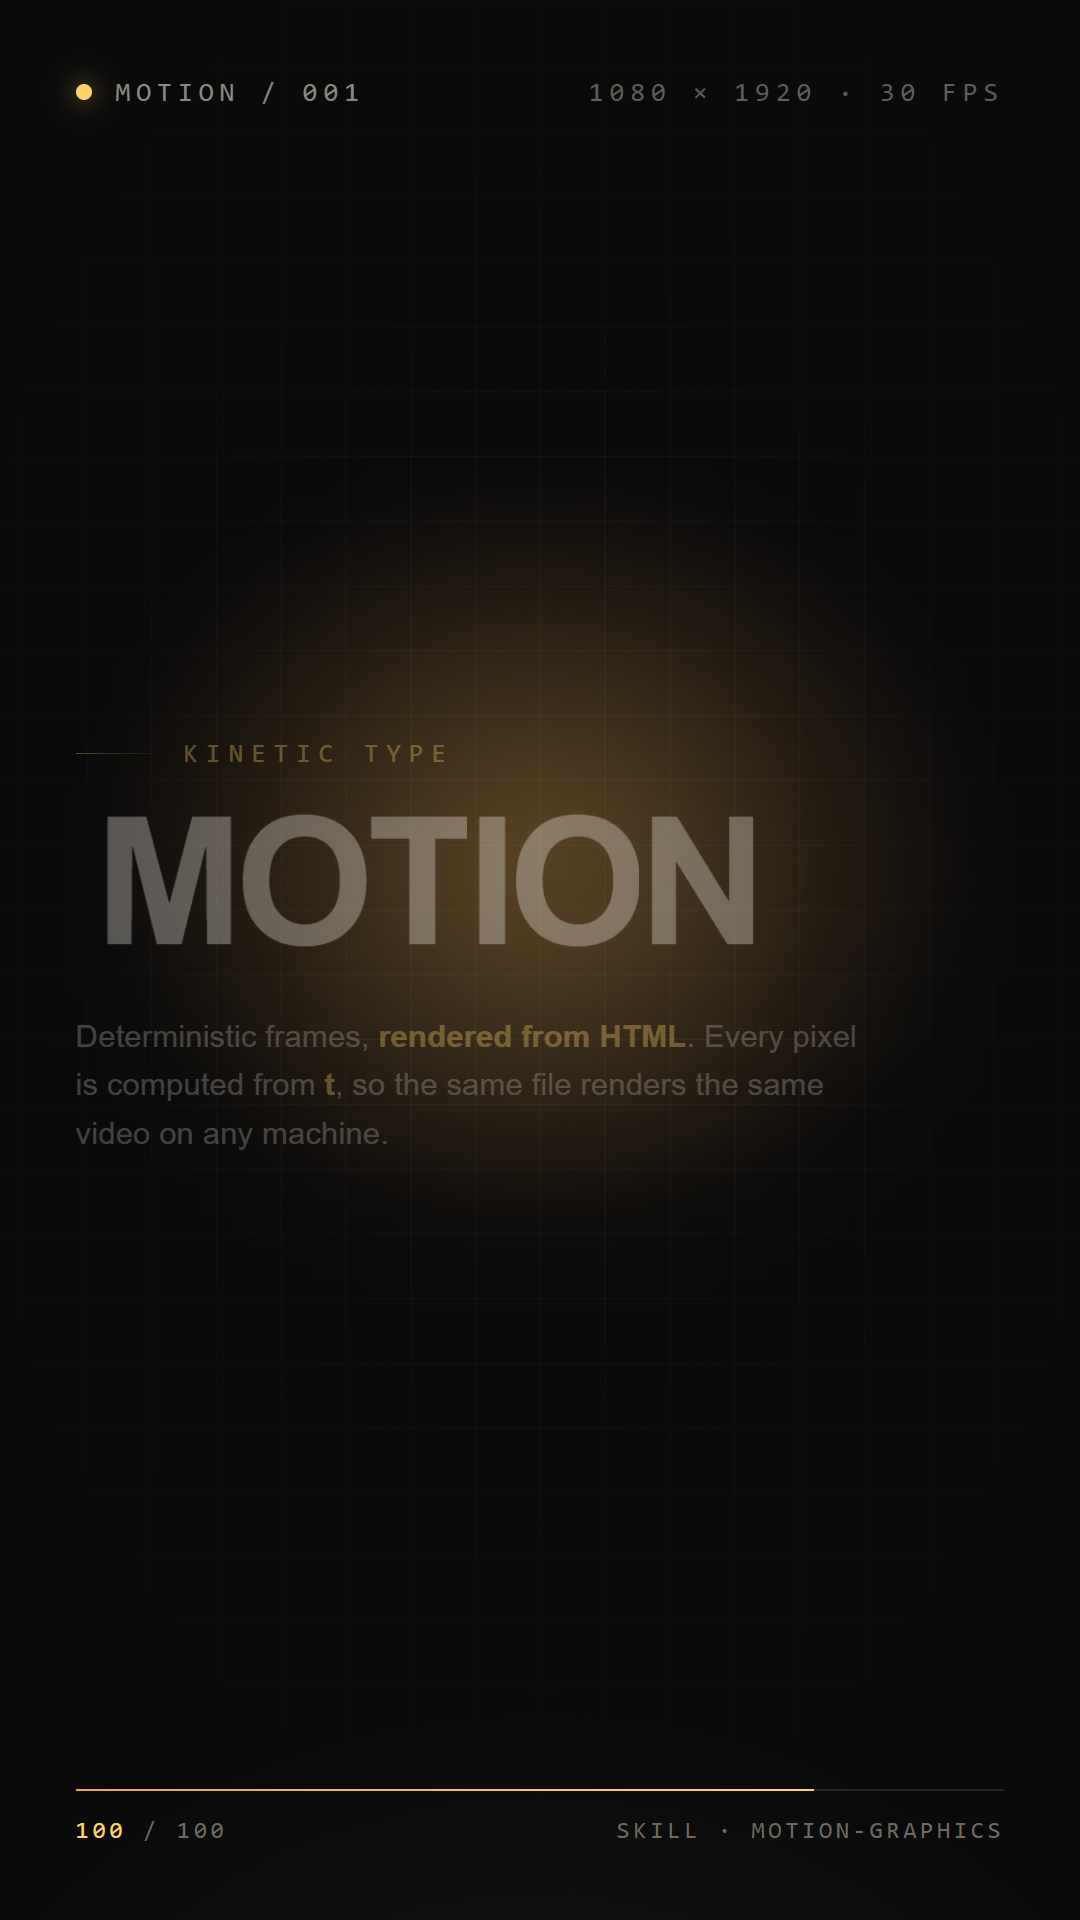 MOTION / 001
1080 × 1920 · 30 FPS
KINETIC TYPE
MOTION
Deterministic frames, rendered from HTML. Every pixel
is computed from t, so the same file renders the same
video on any machine.
100 / 100
SKILL · MOTION-GRAPHICS